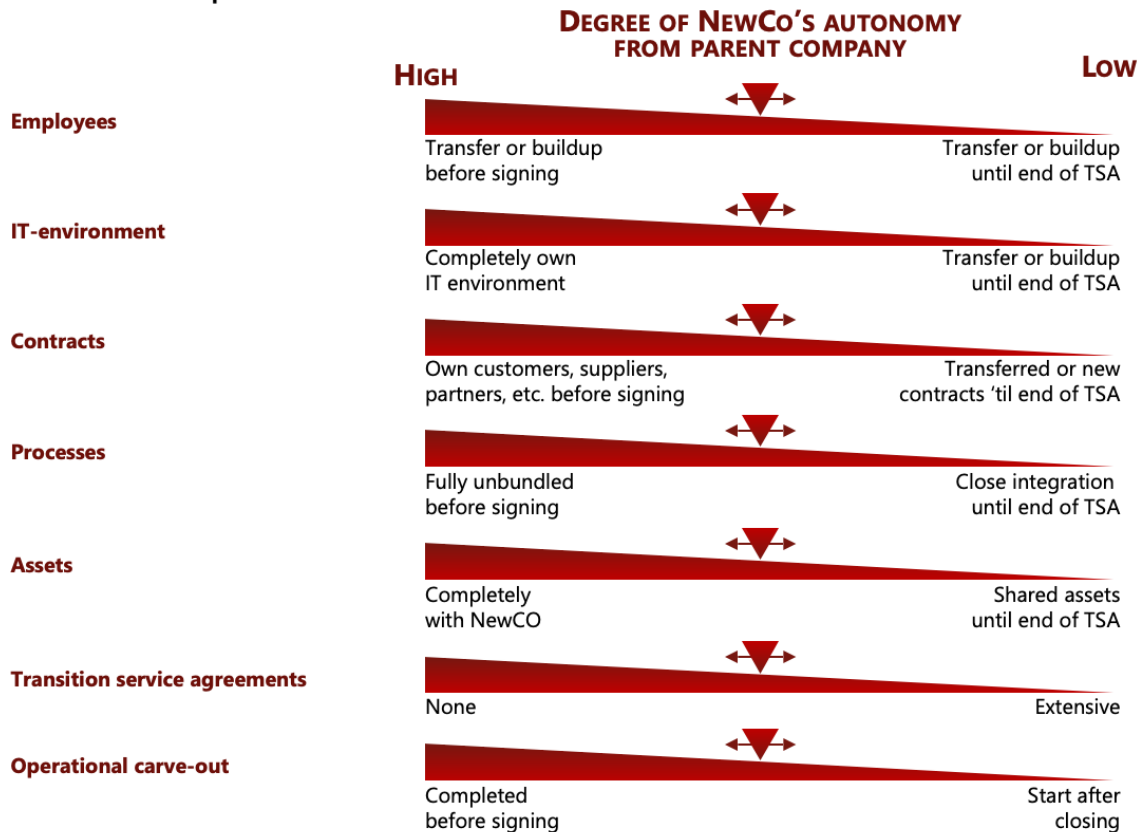 DEGREE OF NEWCO'S AUTONOMY
FROM PARENT COMPANY
HIGH
LOW
Employees
Transfer or buildup
before signing
Transfer or buildup
until end of TSA
IT-environment
Completely own
IT environment
Transfer or buildup
until end of TSA
Contracts
Own customers, suppliers,
partners, etc. before signing
Transferred or new
contracts ’til end of TSA
Processes
Fully unbundled
before signing
Close integration
until end of TSA
Assets
Completely
with NewCO
Shared assets
until end of TSA
Transition service agreements
None
Extensive
Operational carve-out
Completed
before signing
Start after
closing